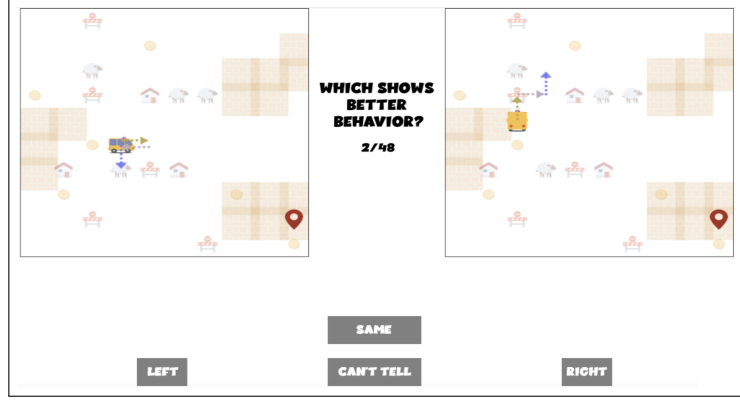 WHICH SHOWS
BETTER
BEHAVIOR?
2/48
SAME
LEFT
CAN'T TELL
RIGHT